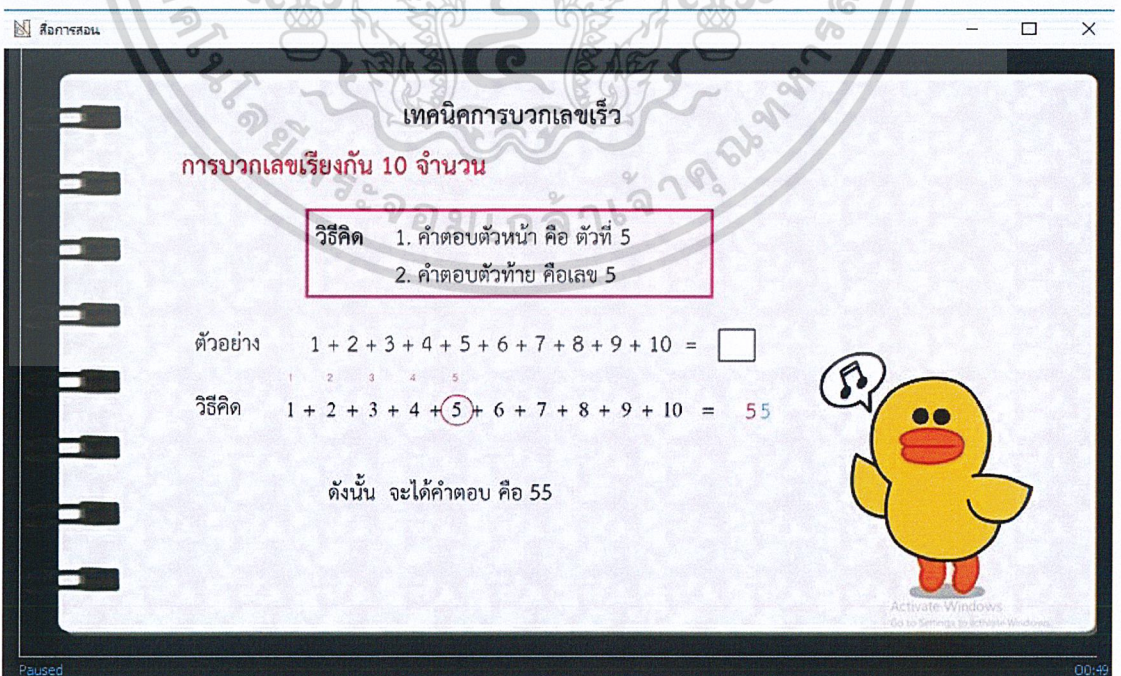 สื่อการสอน
เทคนิคการบวกเลขเร็ว
การบวกเลขเรียงกัน 10 จำนวน
วิธีคิด 1. คำตอบตัวหน้า คือ ตัวที่ 5
2. คำตอบตัวท้าย คือเลข 5
ตัวอย่าง 1 + 2 + 3 + 4 + 5 + 6 + 7 + 8 + 9 + 10 =
1 2 3 4 5
วิธีคิด 1 + 2 + 3 + 4 + 5 + 6 + 7 + 8 + 9 + 10 = 55
ดังนั้น จะได้คำตอบ คือ 55
Activate Windows
Go to Settings to activate Windows.
Paused 00:49